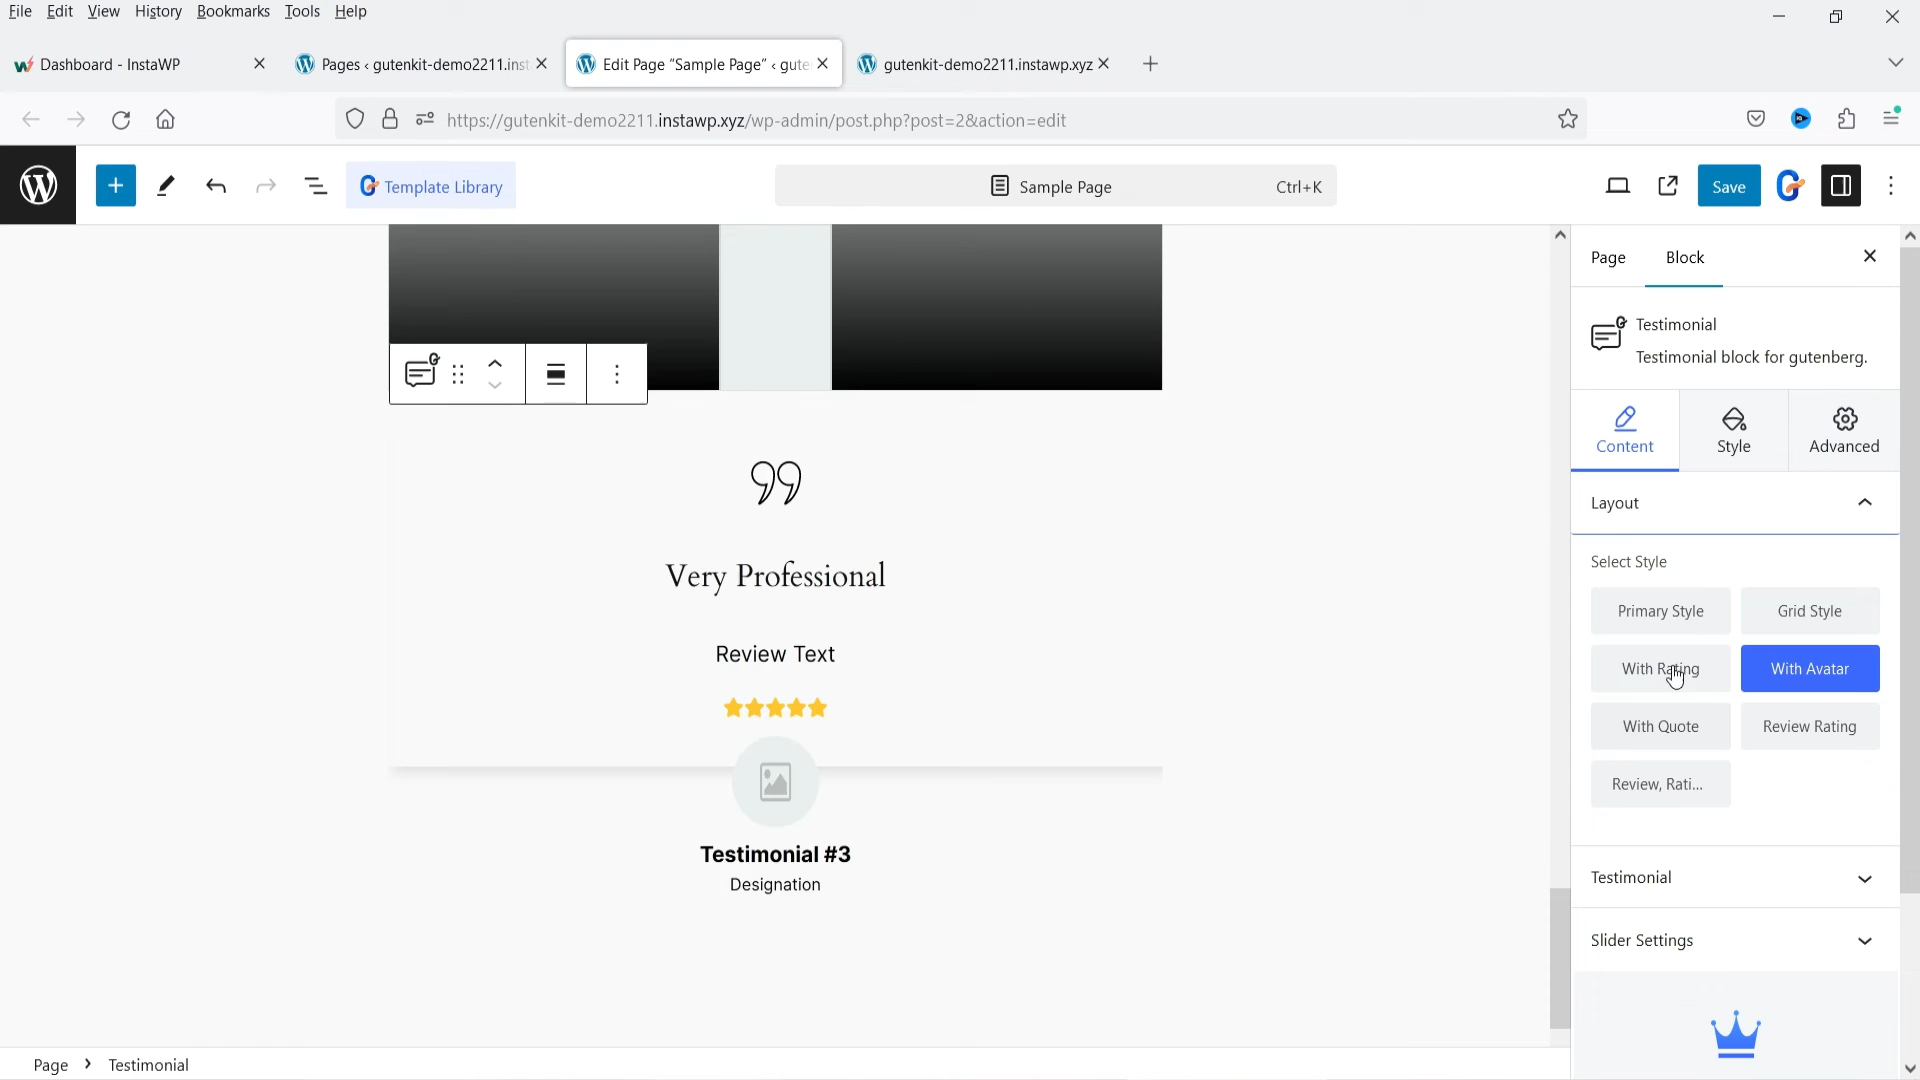 File Edit View History Bookmarks Tools Help
Dashboard - InstaWP
Pages ‹ gutenkit-demo2211.inst
Edit Page “Sample Page” ‹ gute
gutenkit-demo2211.instawp.xyz
https://gutenkit-demo2211.instawp.xyz/wp-admin/post.php?post=2&action=edit
Template Library
Sample Page
Ctrl+K
Save
Page
Block
Testimonial
Testimonial block for gutenberg.
Content
Style
Advanced
Layout
Select Style
Primary Style
Grid Style
With Rating
With Avatar
With Quote
Review Rating
Review, Rati...
Testimonial
Slider Settings
Very Professional
Review Text
Testimonial #3
Designation
Page › Testimonial